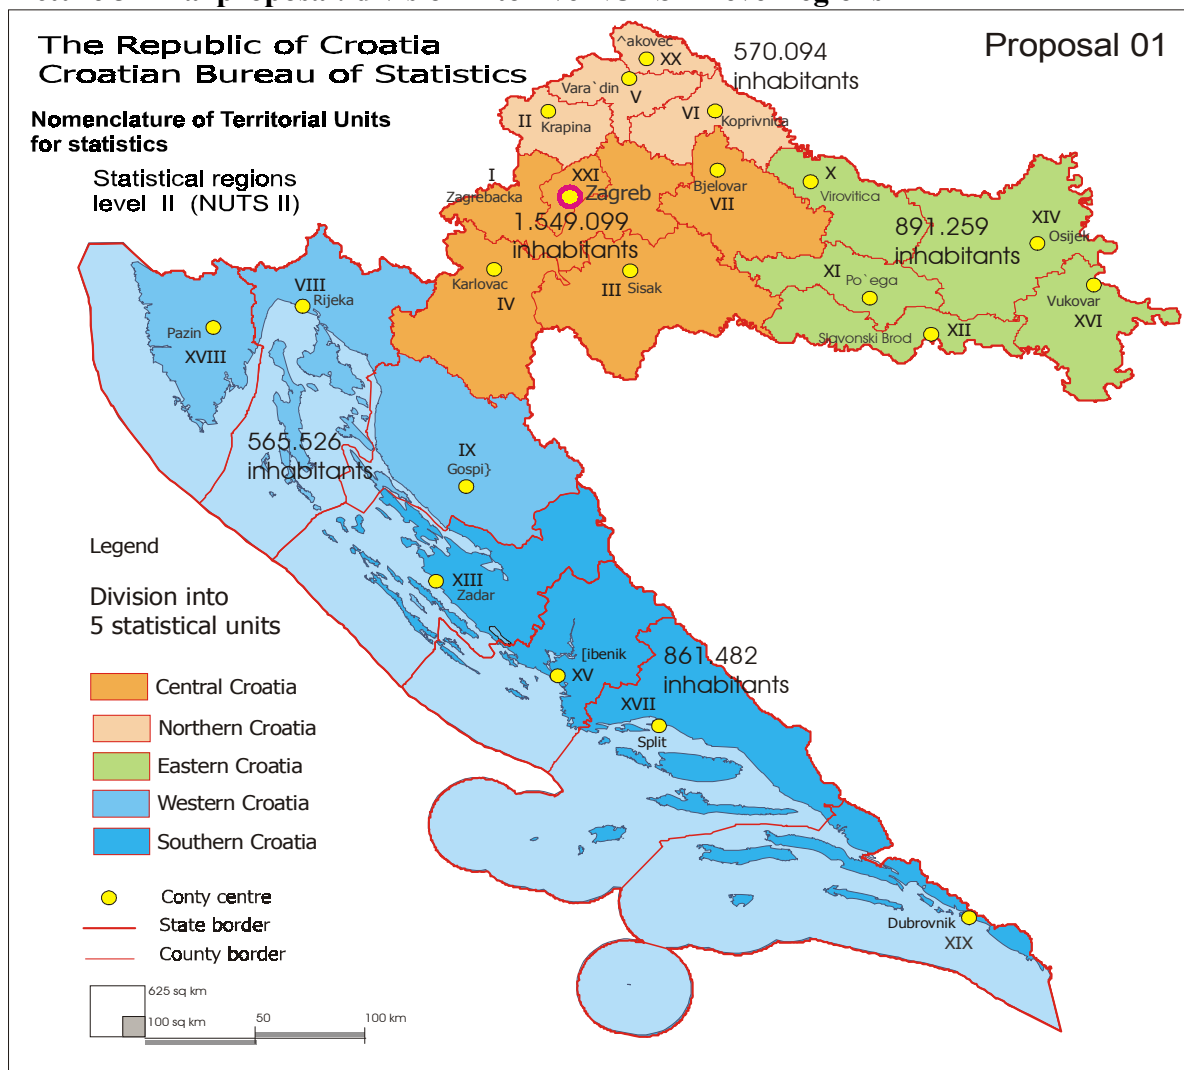 The Republic of Croatia
Croatian Bureau of Statistics
Proposal 01
Nomenclature of Territorial Units
for statistics
Statistical regions
level II (NUTS II)
^akovec
XX
570.094
inhabitants
Vara`din
V
II
Krapina
VI
Koprivnica
I
Zagrebacka
XXI
Zagreb
Bjelovar
VII
X
Virovitica
1.549.099
inhabitants
891.259
inhabitants
XIV
Osijek
Karlovac
IV
III
Sisak
XI
Po`ega
Vukovar
XVI
Slavonski Brod
XII
VIII
Rijeka
Pazin
XVIII
565.526
inhabitants
IX
Gospi}
XIII
Zadar
[ibenik
XV
861.482
inhabitants
XVII
Split
Dubrovnik
XIX
Legend
Division into
5 statistical units
Central Croatia
Northern Croatia
Eastern Croatia
Western Croatia
Southern Croatia
Conty centre
State border
County border
625 sq km
100 sq km
50
100 km